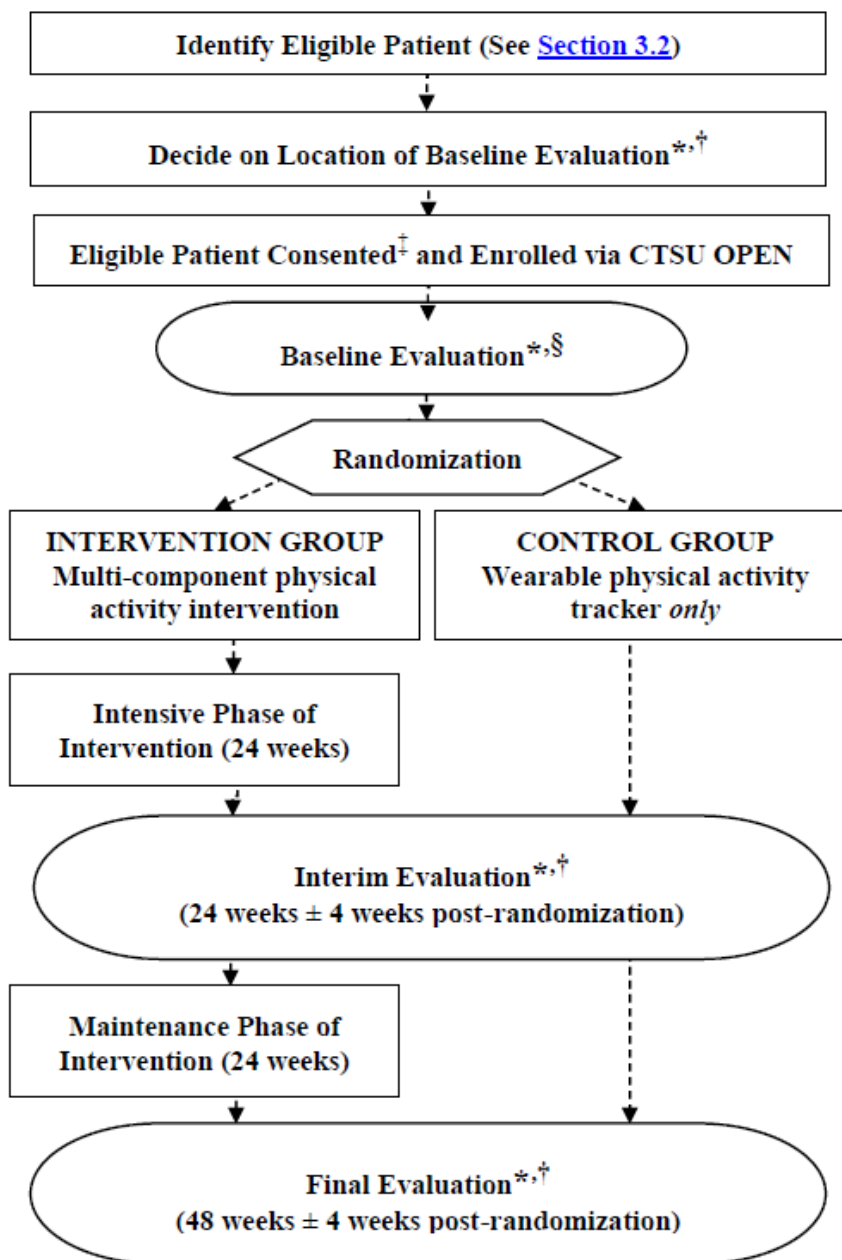 Identify Eligible Patient (See Section 3.2)
Decide on Location of Baseline Evaluation*,†
Eligible Patient Consented‡ and Enrolled via CTSU OPEN
Baseline Evaluation*,§
Randomization
INTERVENTION GROUP
Multi-component physical
activity intervention
CONTROL GROUP
Wearable physical activity
tracker only
Intensive Phase of
Intervention (24 weeks)
Interim Evaluation*,†
(24 weeks ± 4 weeks post-randomization)
Maintenance Phase of
Intervention (24 weeks)
Final Evaluation*,†
(48 weeks ± 4 weeks post-randomization)